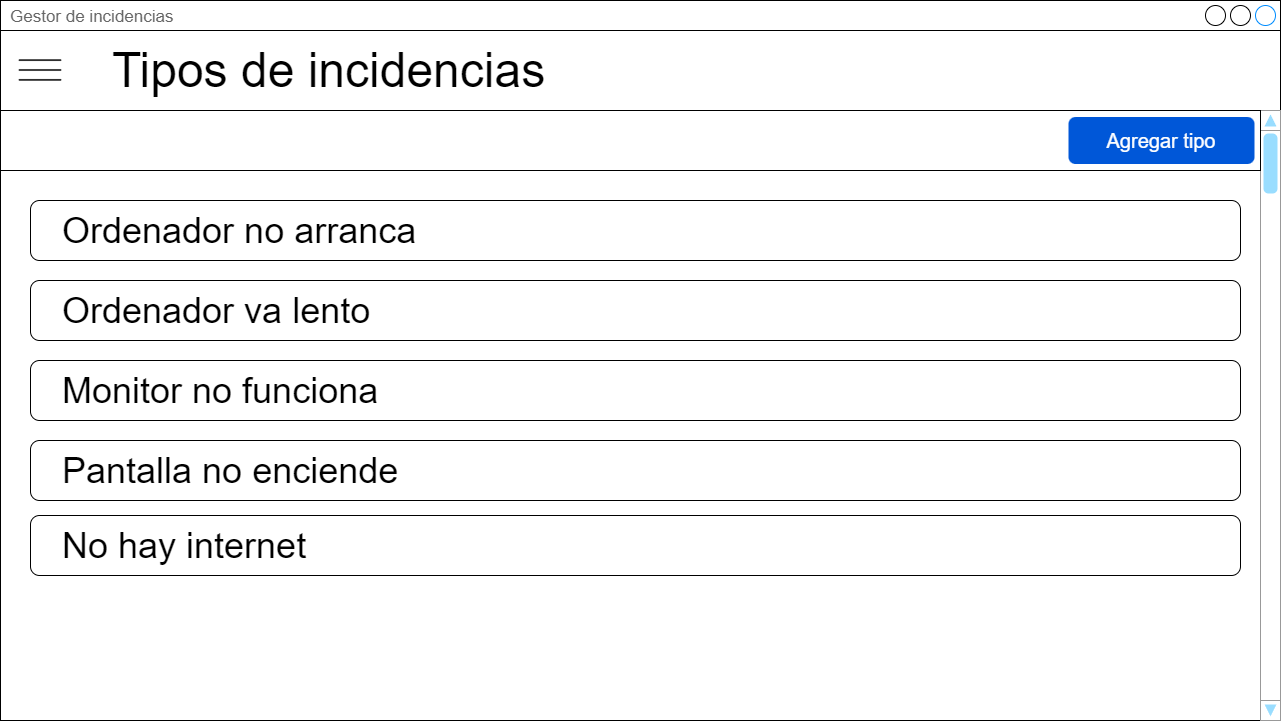 Gestor de incidencias
Tipos de incidencias
Agregar tipo
Ordenador no arranca
Ordenador va lento
Monitor no funciona
Pantalla no enciende
No hay internet